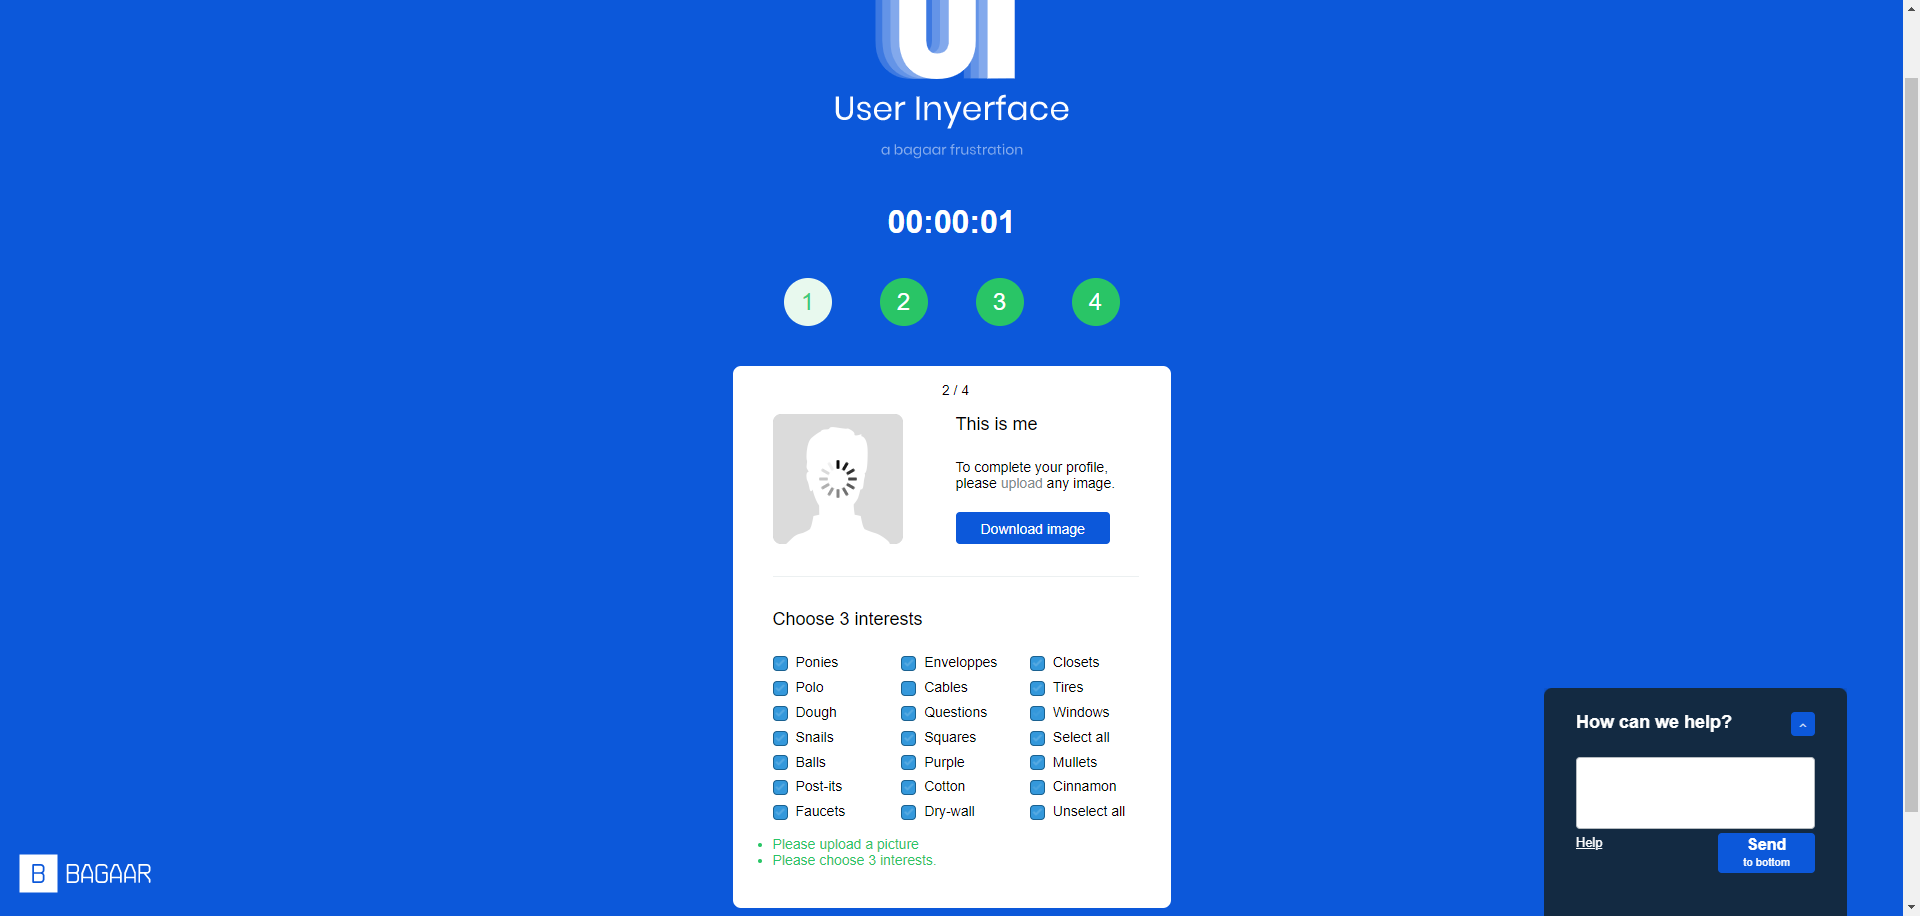 UI
User Inyerface
a bagaar frustration
00:00:01
1 2 3 4
2 / 4
This is me
To complete your profile,
please upload any image.
Download image
Choose 3 interests
Ponies Enveloppes Closets
Polo Cables Tires
Dough Questions Windows
Snails Squares Select all
Balls Purple Mullets
Post-its Cotton Cinnamon
Faucets Dry-wall Unselect all
Please upload a picture
Please choose 3 interests.
How can we help?
Help
Send
to bottom
B BAGAAR